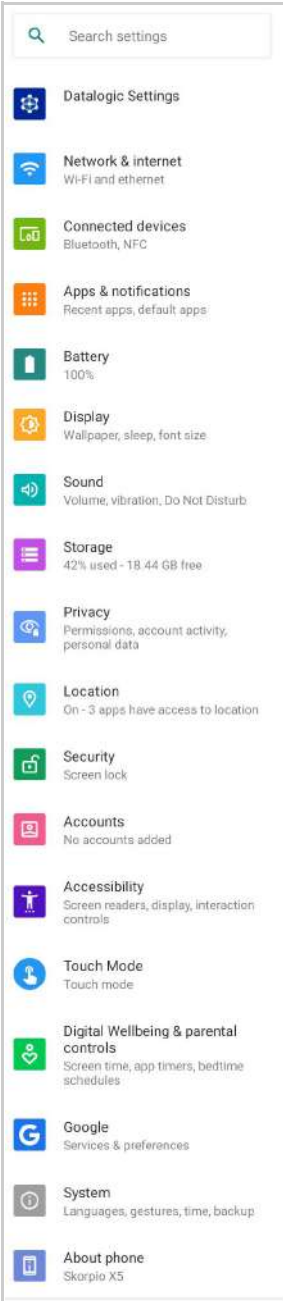 Search settings
Datalogic Settings
Network & internet
Wi-Fi and ethernet
Connected devices
Bluetooth, NFC
Apps & notifications
Recent apps, default apps
Battery
100%
Display
Wallpaper, sleep, font size
Sound
Volume, vibration, Do Not Disturb
Storage
42% used - 18.44 GB free
Privacy
Permissions, account activity,
personal data
Location
On - 3 apps have access to location
Security
Screen lock
Accounts
No accounts added
Accessibility
Screen readers, display, interaction
controls
Touch Mode
Touch mode
Digital Wellbeing & parental
controls
Screen time, app timers, bedtime
schedules
Google
Services & preferences
System
Languages, gestures, time, backup
About phone
Skorpio X5